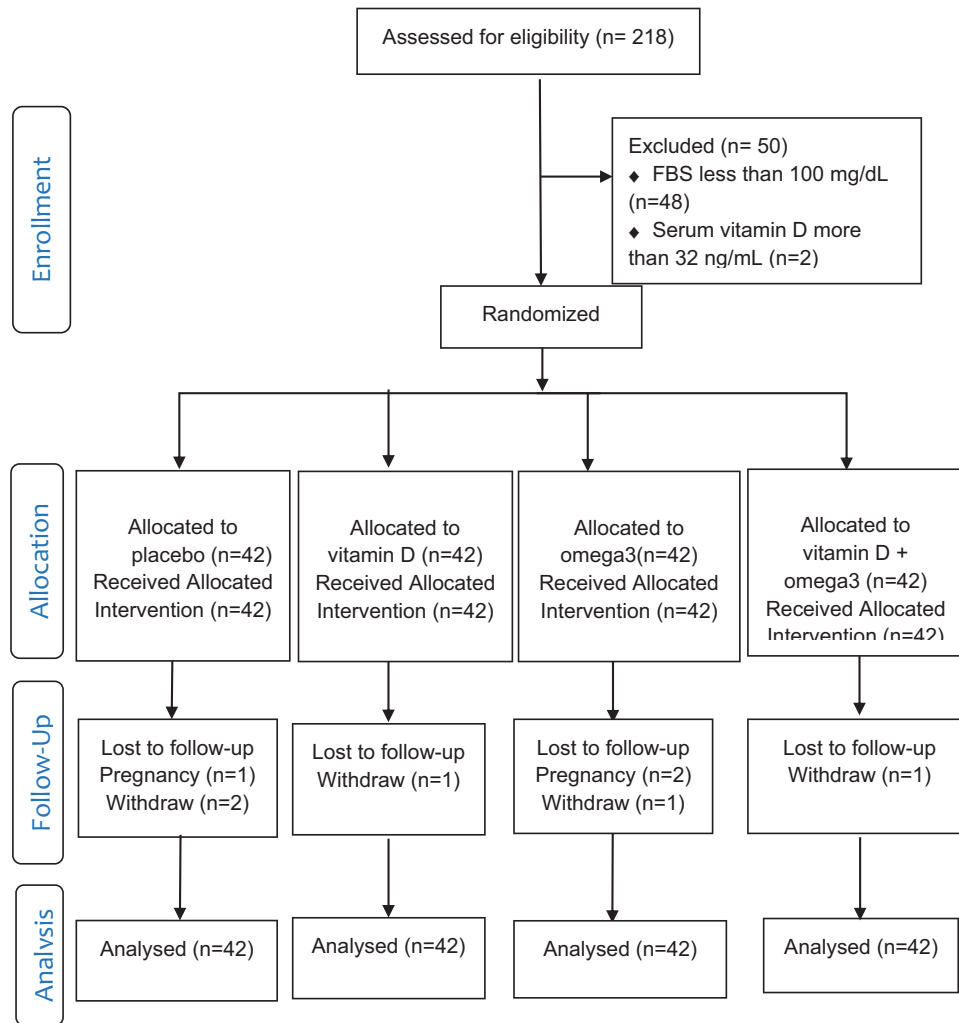 Assessed for eligibility (n= 218)
Enrollment
Excluded (n= 50)
♦ FBS less than 100 mg/dL
(n=48)
♦ Serum vitamin D more
than 32 ng/mL (n=2)
Randomized
Allocation
Allocated to
placebo (n=42)
Received Allocated
Intervention (n=42)
Allocated to
vitamin D (n=42)
Received Allocated
Intervention (n=42)
Allocated to
omega3(n=42)
Received Allocated
Intervention (n=42)
Allocated to
vitamin D +
omega3 (n=42)
Received Allocated
Intervention (n=42)
Follow-Up
Lost to follow-up
Pregnancy (n=1)
Withdraw (n=2)
Lost to follow-up
Withdraw (n=1)
Lost to follow-up
Pregnancy (n=2)
Withdraw (n=1)
Lost to follow-up
Withdraw (n=1)
Analysis
Analysed (n=42)
Analysed (n=42)
Analysed (n=42)
Analysed (n=42)